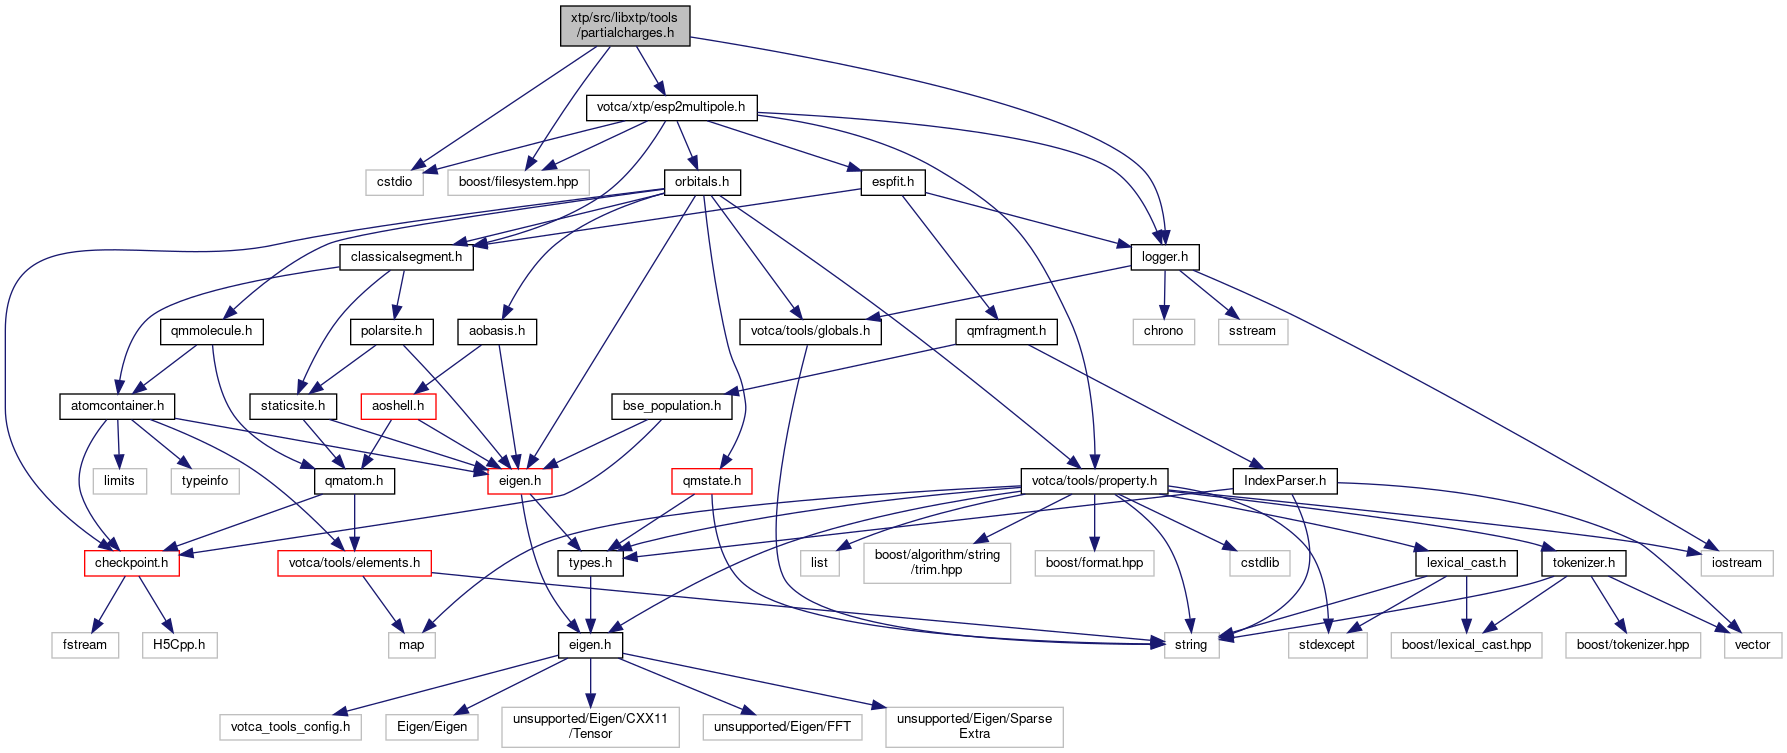 xtp/src/libxtp/tools
/partialcharges.h
votca/xtp/esp2multipole.h
cstdio
boost/filesystem.hpp
orbitals.h
espfit.h
classicalsegment.h
logger.h
qmmolecule.h
polarsite.h
aobasis.h
votca/tools/globals.h
qmfragment.h
chrono
sstream
atomcontainer.h
staticsite.h
aoshell.h
bse_population.h
limits
typeinfo
qmatom.h
eigen.h
qmstate.h
votca/tools/property.h
IndexParser.h
checkpoint.h
votca/tools/elements.h
types.h
list
boost/algorithm/string
/trim.hpp
boost/format.hpp
cstdlib
lexical_cast.h
tokenizer.h
iostream
fstream
H5Cpp.h
map
eigen.h
string
stdexcept
boost/lexical_cast.hpp
boost/tokenizer.hpp
vector
votca_tools_config.h
Eigen/Eigen
unsupported/Eigen/CXX11
/Tensor
unsupported/Eigen/FFT
unsupported/Eigen/Sparse
Extra